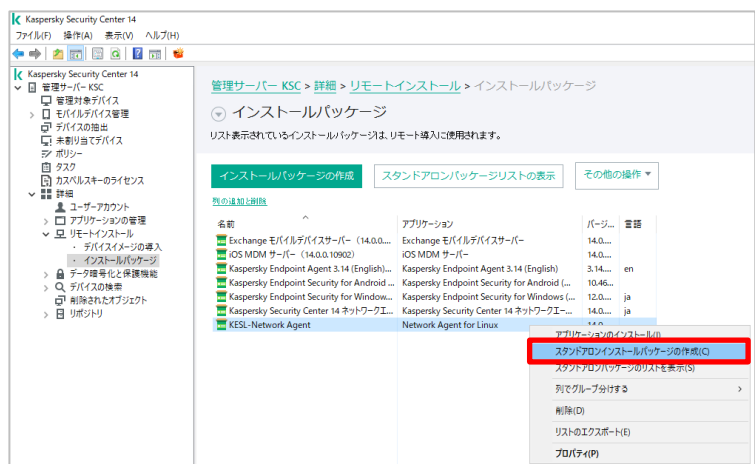 Kaspersky Security Center 14
ファイル(F) 操作(A) 表示(V) ヘルプ(H)
Kaspersky Security Center 14
管理サーバー KSC
管理対象デバイス
モバイルデバイス管理
デバイスの抽出
未割り当てデバイス
ポリシー
タスク
カスペルスキーのライセンス
詳細
ユーザーアカウント
アプリケーションの管理
リモートインストール
・ デバイスイメージの導入
・ インストールパッケージ
データ暗号化と保護機能
デバイスの検索
削除されたオブジェクト
リポジトリ
管理サーバー KSC > 詳細 > リモートインストール > インストールパッケージ
インストールパッケージ
リスト表示されているインストールパッケージは、リモート導入に使用されます。
インストールパッケージの作成 スタンドアロンパッケージリストの表示 その他の操作
列の追加と削除
名前 アプリケーション バージ... 言語
Exchange モバイルデバイスサーバー（14.0.0.... Exchange モバイルデバイスサーバー 14.0....
iOS MDM サーバー（14.0.0.10902） iOS MDM サーバー 14.0....
Kaspersky Endpoint Agent 3.14 (English)... Kaspersky Endpoint Agent 3.14 (English) 3.14.... en
Kaspersky Endpoint Security for Android ... Kaspersky Endpoint Security for Android (... 10.46...
Kaspersky Endpoint Security for Window... Kaspersky Endpoint Security for Windows (... 12.0.... ja
Kaspersky Security Center 14 ネットワークエ... Kaspersky Security Center 14 ネットワークエー... 14.0.... ja
KESL-Network Agent Network Agent for Linux 14.0....
アプリケーションのインストール(I)
スタンドアロンインストールパッケージの作成(C)
スタンドアロンパッケージのリストを表示(S)
列でグループ分けする
削除(D)
リストのエクスポート(E)
プロパティ(P)